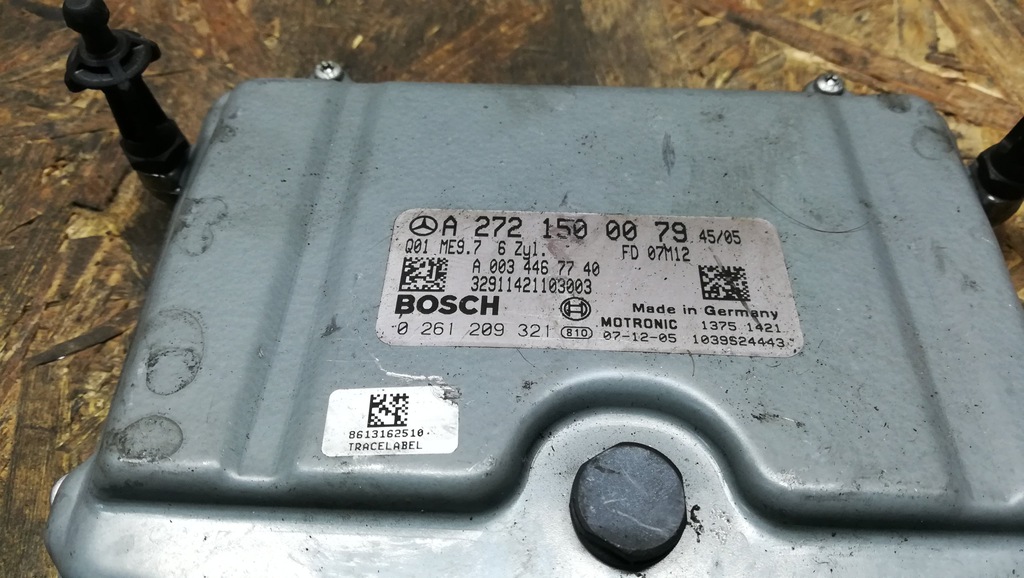 A 272 150 00 79 45/05
Q01 ME9.7 6 Zyl. FD 07M12
A 003 446 77 40
32911421103003
BOSCH
Made in Germany
MOTRONIC 1375 1421
0 261 209 321 810 07-12-05 1039S24443
8613162510
TRACELABEL